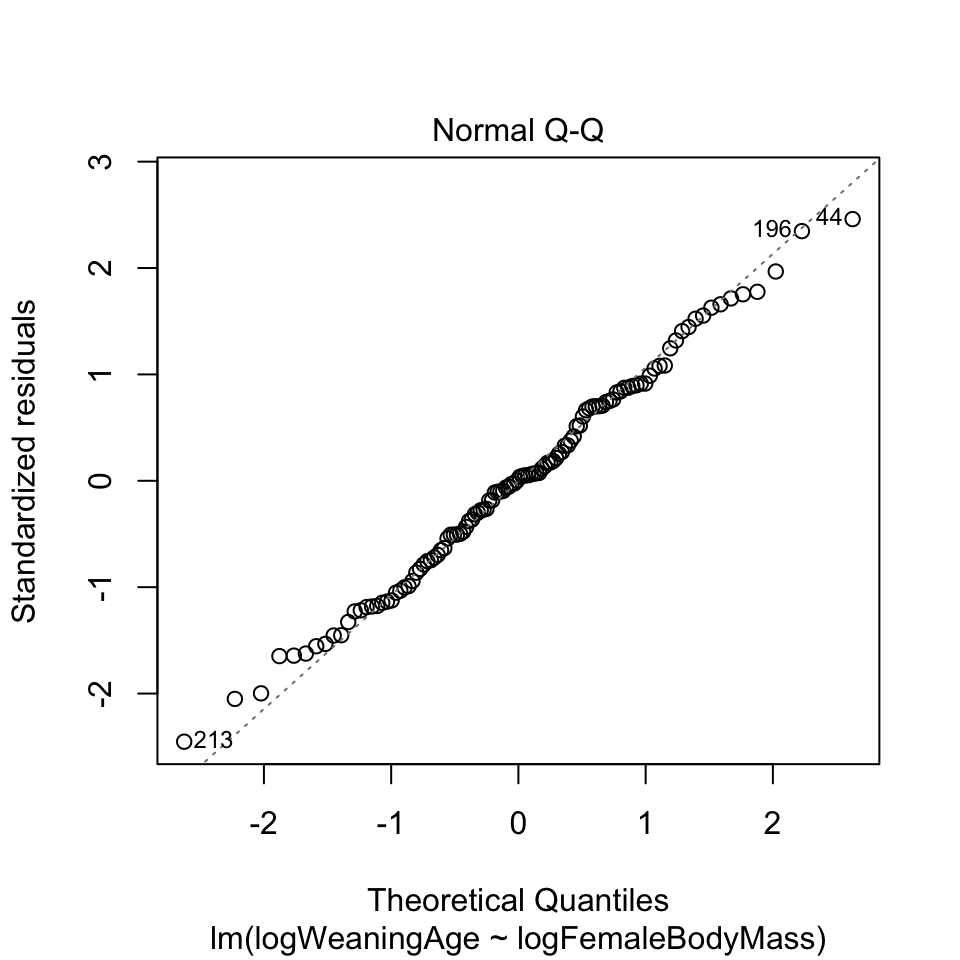 Normal Q-Q
3
2
1
0
-1
-2
Standardized residuals
196
44
213
-2 -1 0 1 2
Theoretical Quantiles
lm(logWeaningAge ~ logFemaleBodyMass)